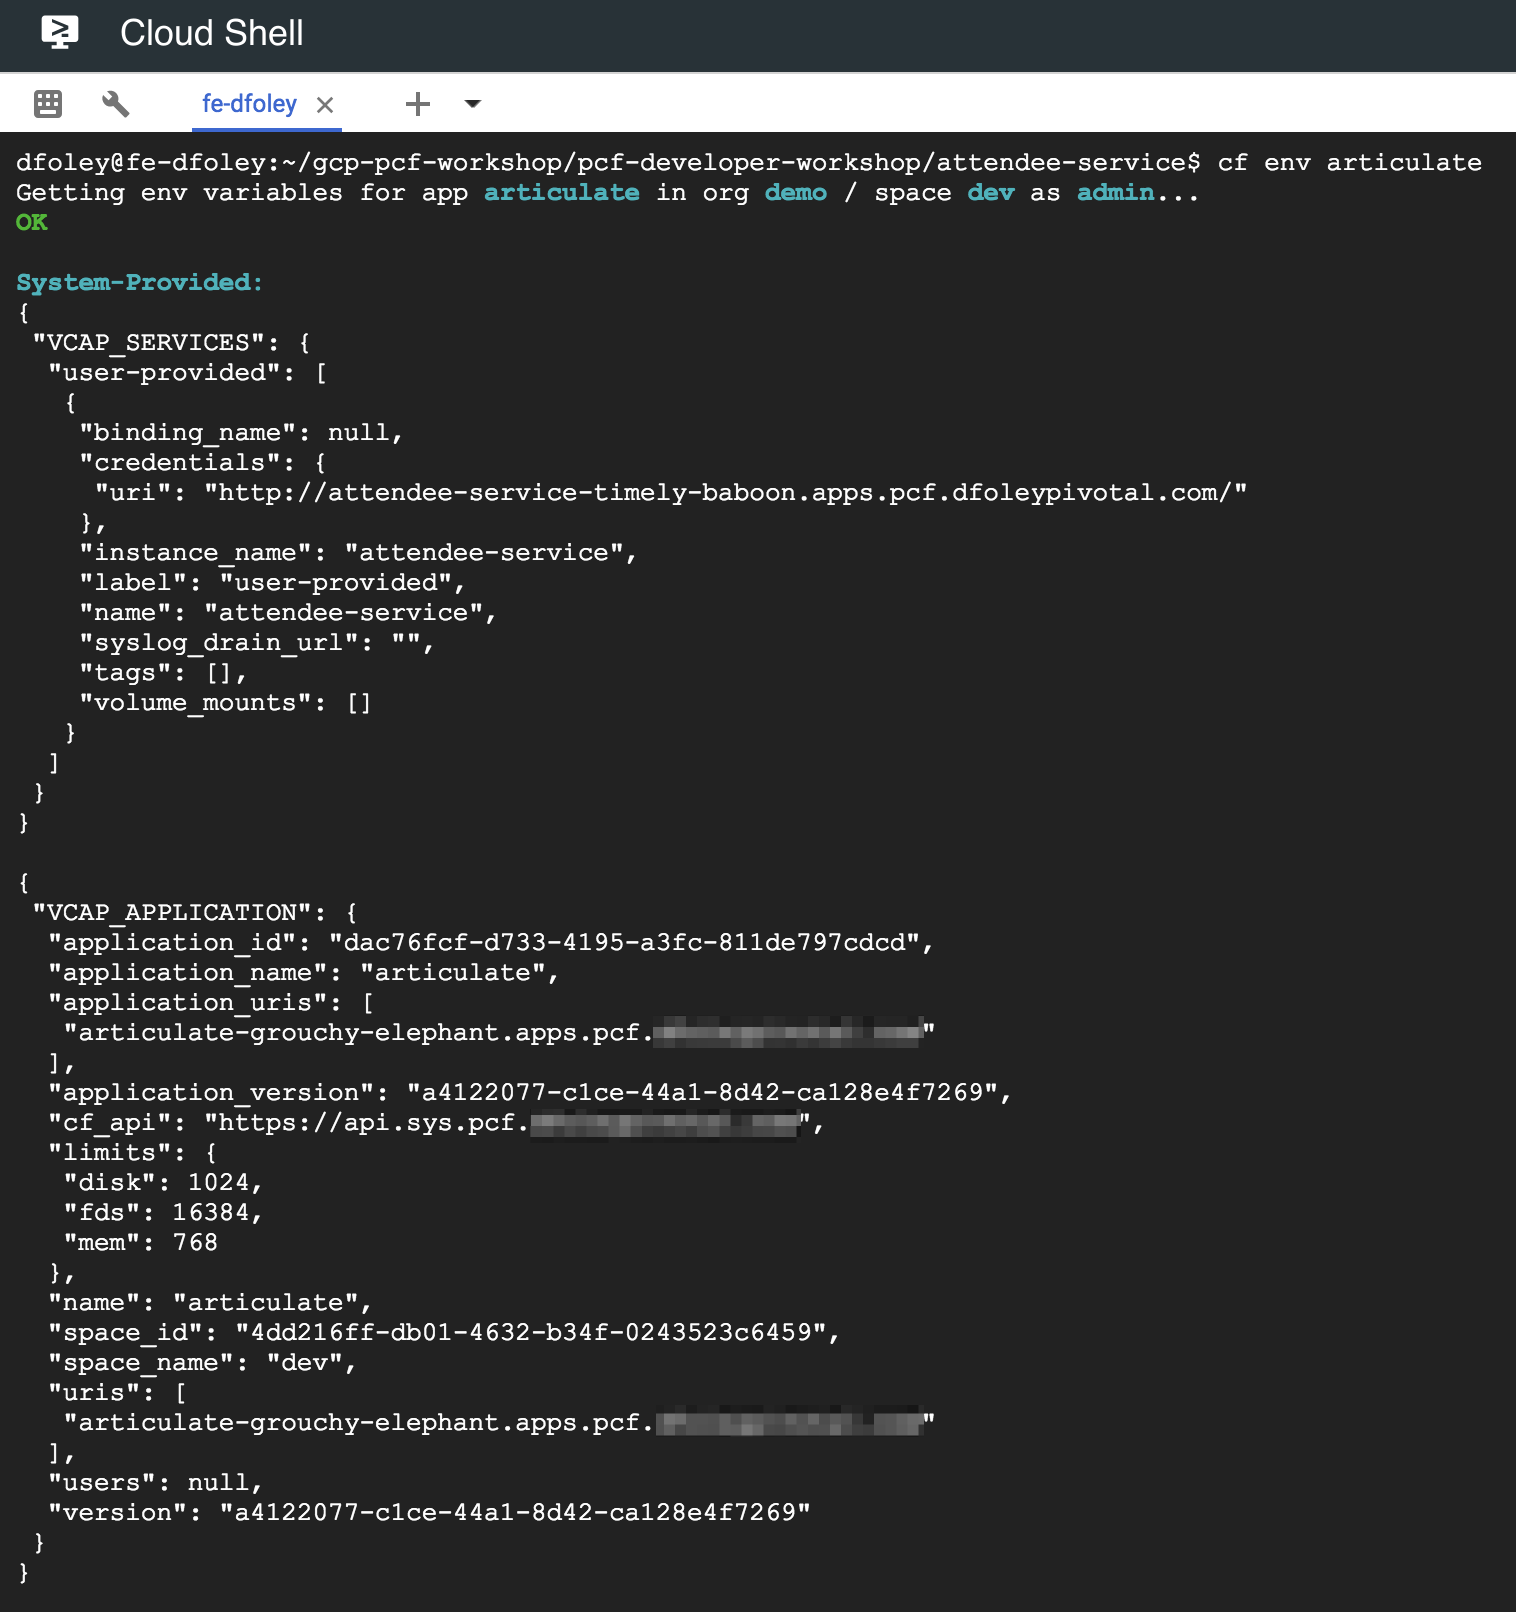 Cloud Shell
fe-dfoley
dfoley@fe-dfoley:~/gcp-pcf-workshop/pcf-developer-workshop/attendee-service$ cf env articulate
Getting env variables for app articulate in org demo / space dev as admin...
OK
System-Provided:
{
"VCAP_SERVICES": {
"user-provided": [
{
"binding_name": null,
"credentials": {
"uri": "http://attendee-service-timely-baboon.apps.pcf.dfoleypivotal.com/"
},
"instance_name": "attendee-service",
"label": "user-provided",
"name": "attendee-service",
"syslog_drain_url": "",
"tags": [],
"volume_mounts": []
}
]
}
}
{
"VCAP_APPLICATION": {
"application_id": "dac76fcf-d733-4195-a3fc-811de797cdcd",
"application_name": "articulate",
"application_uris": [
"articulate-grouchy-elephant.apps.pcf."
],
"application_version": "a4122077-c1ce-44a1-8d42-ca128e4f7269",
"cf_api": "https://api.sys.pcf.",
"limits": {
"disk": 1024,
"fds": 16384,
"mem": 768
},
"name": "articulate",
"space_id": "4dd216ff-db01-4632-b34f-0243523c6459",
"space_name": "dev",
"uris": [
"articulate-grouchy-elephant.apps.pcf."
],
"users": null,
"version": "a4122077-c1ce-44a1-8d42-ca128e4f7269"
}
}